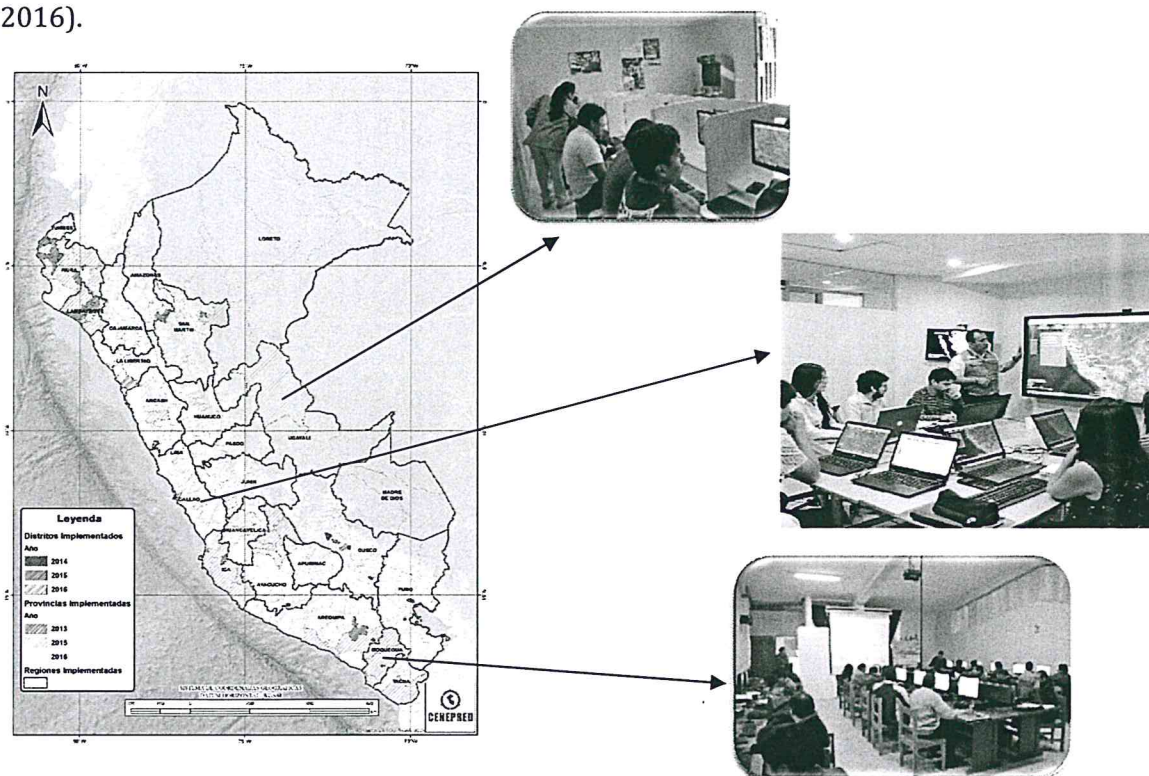 2016).
N
TUMBES
LORETO
PIURA
AMAZONAS
LAMBAYEQUE
SAN
MARTIN
CAJAMARCA
LA LIBERTAD
ANCASH
HUANUCO
UCAYALI
PASCO
LIMA
JUNIN
CALLAO
MADRE
DE DIOS
HUANCAVELICA
CUSCO
ICA
APURIMAC
AYACUCHO
PUNO
AREQUIPA
MOQUEGUA
TACNA
Leyenda
Distritos Implementados
Año
2014
2015
2016
Provincias Implementadas
Año
2013
2015
2016
Regiones Implementadas
CENEPRED